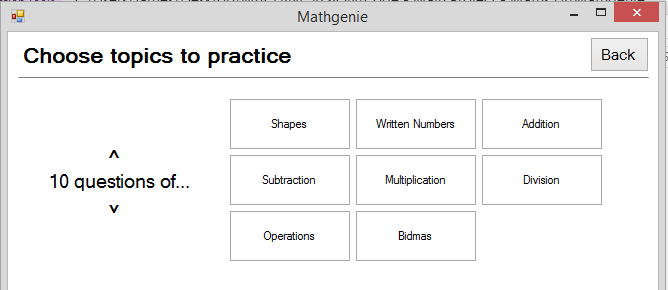 Mathgenie
Choose topics to practice
Back
Shapes
Written Numbers
Addition
^
10 questions of...
v
Subtraction
Multiplication
Division
Operations
Bidmas